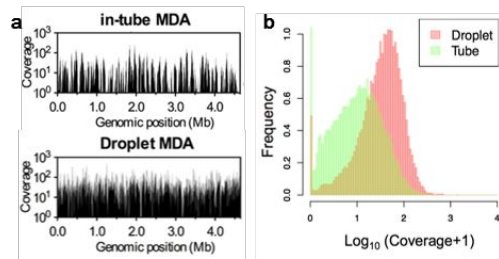 a
in-tube MDA
Coverage
10³
10²
10¹
10⁰
0.0 1.0 2.0 3.0 4.0
Genomic position (Mb)
Droplet MDA
Coverage
10³
10²
10¹
10⁰
0.0 1.0 2.0 3.0 4.0
Genomic position (Mb)
b
Droplet
Tube
Frequency
1.0
0.8
0.6
0.4
0.2
0.0
0 1 2 3 4
Log₁₀ (Coverage+1)